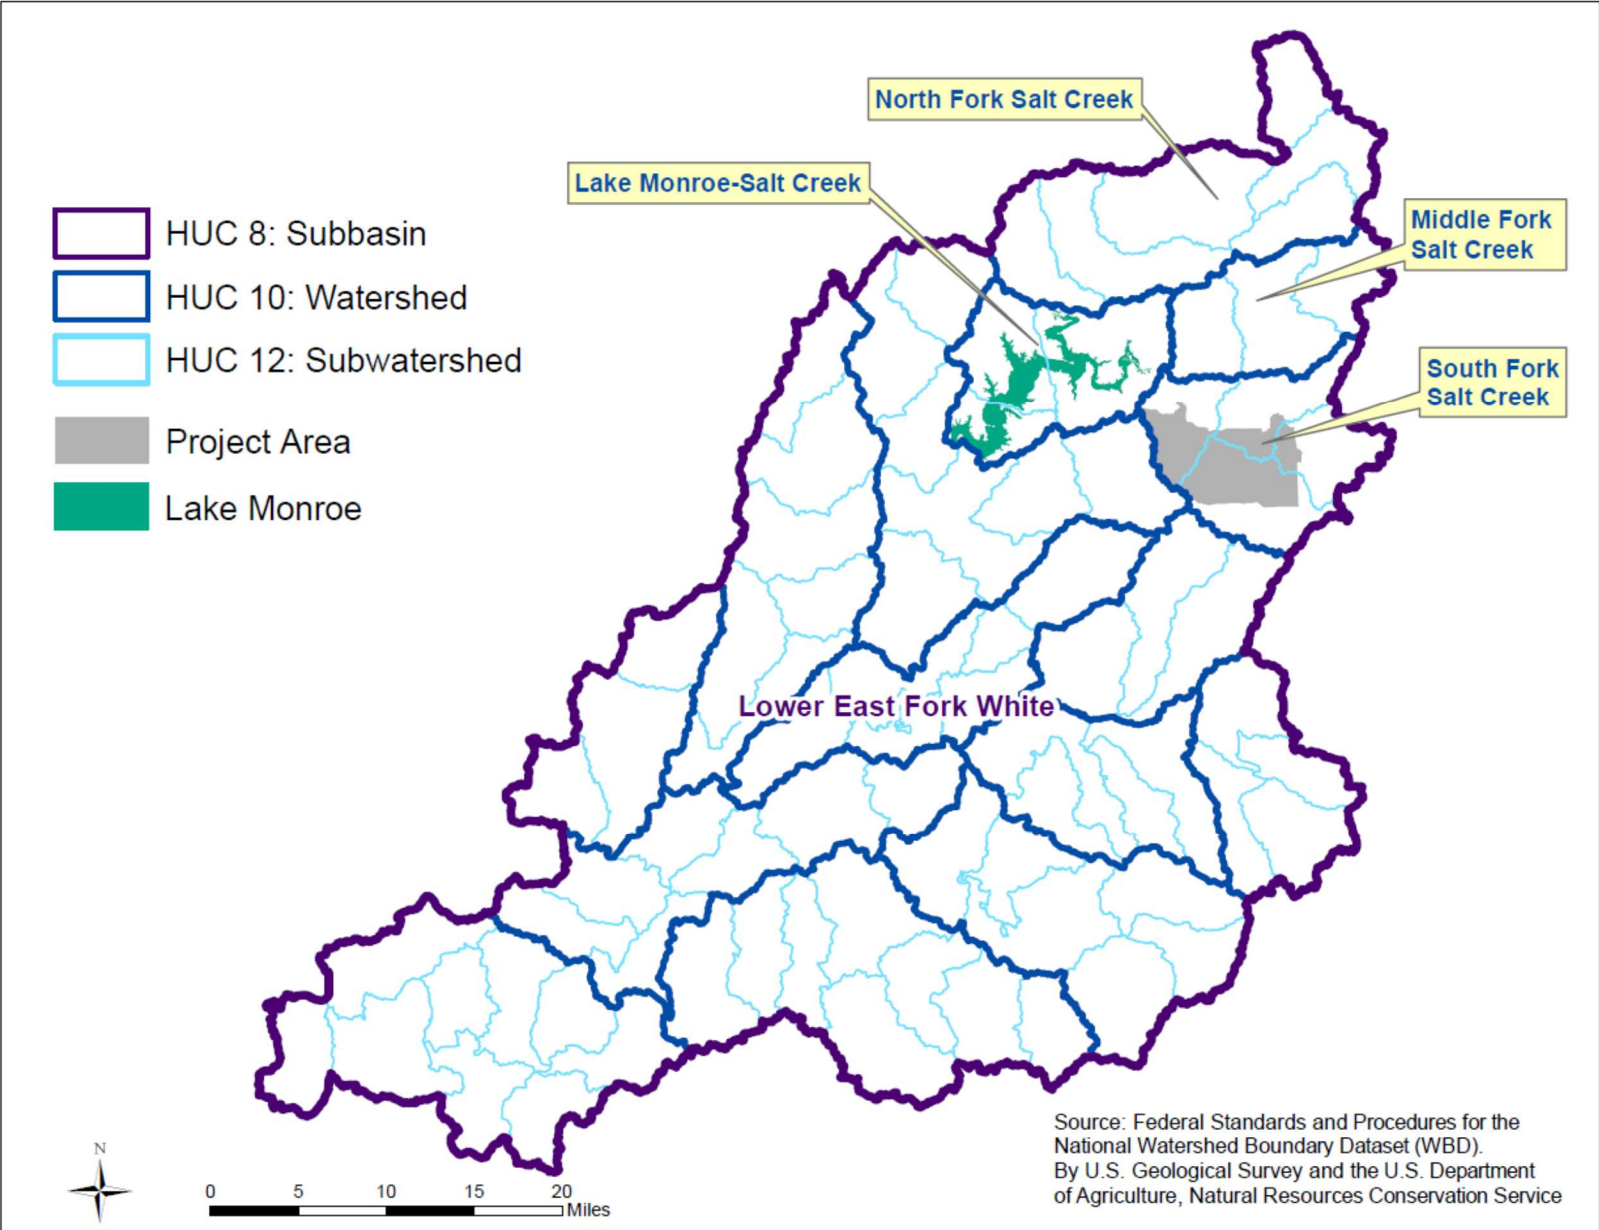 North Fork Salt Creek
Lake Monroe-Salt Creek
Middle Fork
Salt Creek
South Fork
Salt Creek
HUC 8: Subbasin
HUC 10: Watershed
HUC 12: Subwatershed
Project Area
Lake Monroe
Lower East Fork White
N
0 5 10 15 20
Miles
Source: Federal Standards and Procedures for the
National Watershed Boundary Dataset (WBD).
By U.S. Geological Survey and the U.S. Department
of Agriculture, Natural Resources Conservation Service